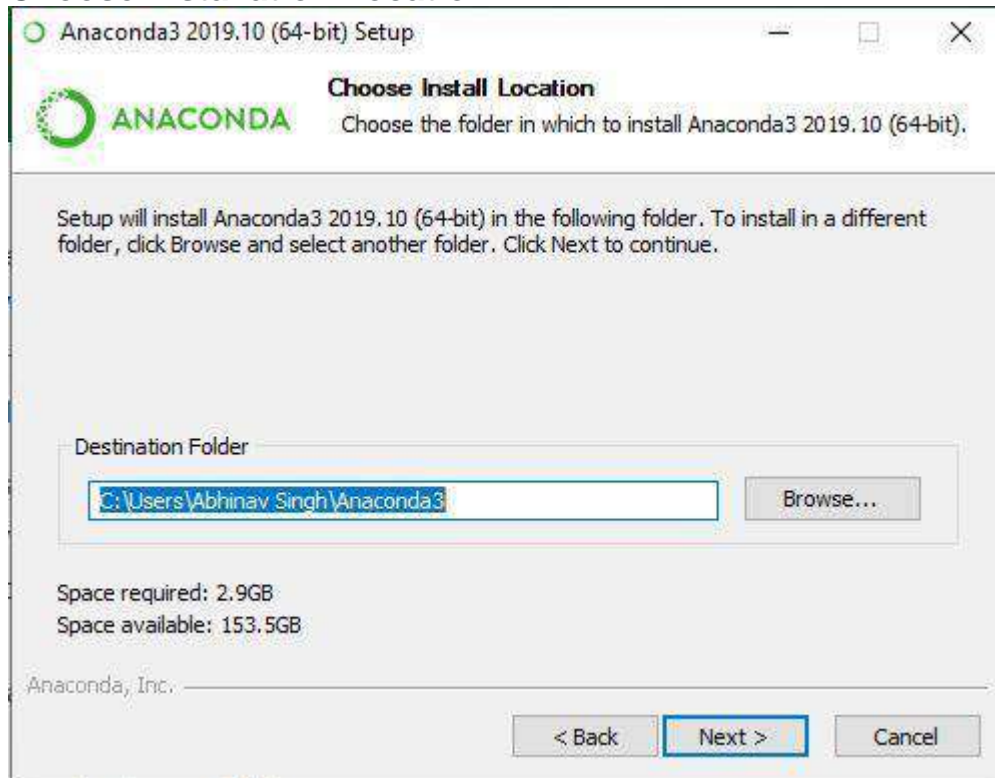 Anaconda3 2019.10 (64-bit) Setup
ANACONDA
Choose Install Location
Choose the folder in which to install Anaconda3 2019.10 (64-bit).
Setup will install Anaconda3 2019.10 (64-bit) in the following folder. To install in a different
folder, click Browse and select another folder. Click Next to continue.
Destination Folder
C:\Users\Abhinav Singh\Anaconda3
Browse...
Space required: 2.9GB
Space available: 153.5GB
Anaconda, Inc.
< Back Next > Cancel